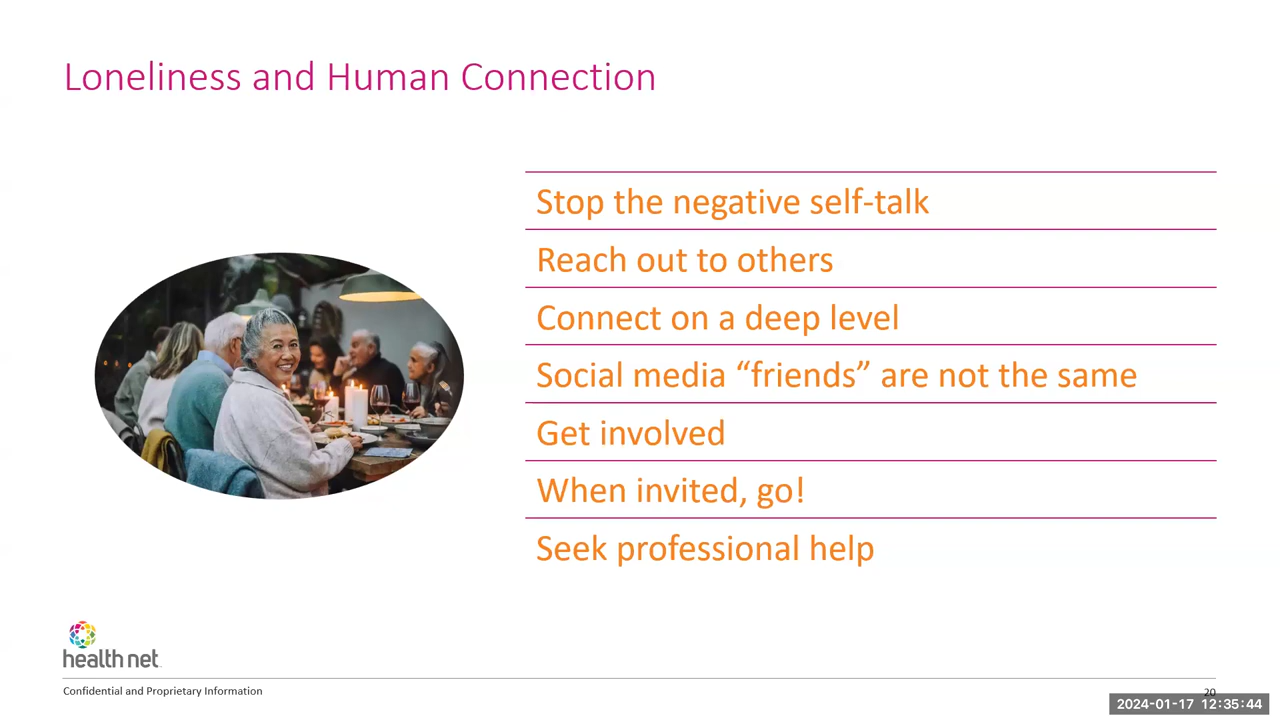 Loneliness and Human Connection
Stop the negative self-talk
Reach out to others
Connect on a deep level
Social media “friends” are not the same
Get involved
When invited, go!
Seek professional help
health net
Confidential and Proprietary Information
20
2024-01-17 12:35:44